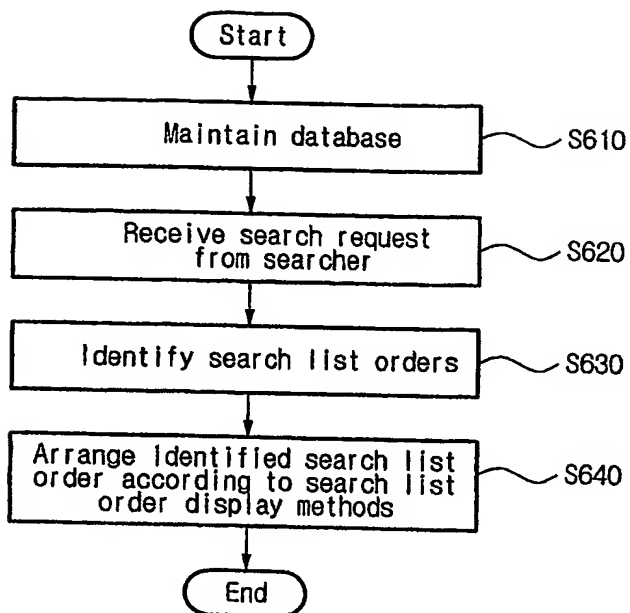 Start
Maintain database
S610
Receive search request
from searcher
S620
Identify search list orders
S630
Arrange identified search list
order according to search list
order display methods
S640
End